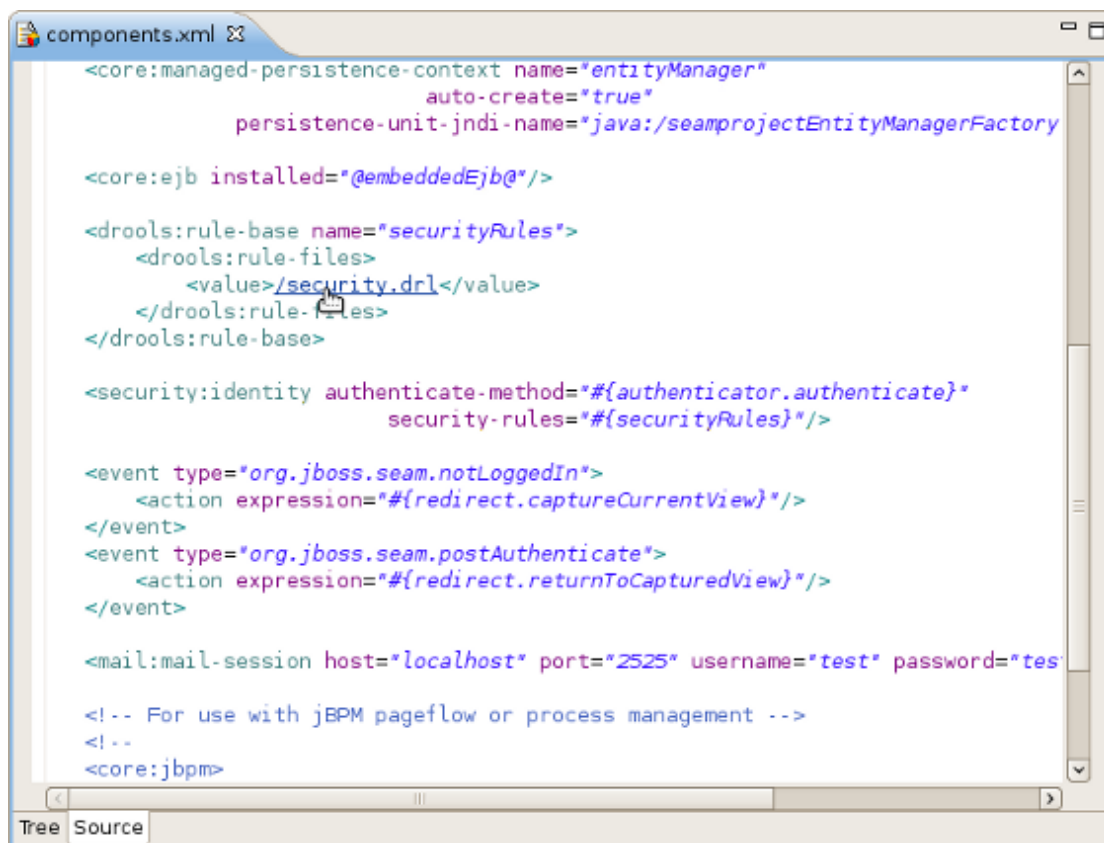 components.xml
<core:managed-persistence-context name="entityManager"
auto-create="true"
persistence-unit-jndi-name="java:/seamprojectEntityManagerFactory
<core:ejb installed="@embeddedEjb@"/>
<drools:rule-base name="securityRules">
<drools:rule-files>
<value>/security.drl</value>
</drools:rule-files>
</drools:rule-base>
<security:identity authenticate-method="#{authenticator.authenticate}"
security-rules="#{securityRules}"/>
<event type="org.jboss.seam.notLoggedIn">
<action expression="#{redirect.captureCurrentView}"/>
</event>
<event type="org.jboss.seam.postAuthenticate">
<action expression="#{redirect.returnToCapturedView}"/>
</event>
<mail:mail-session host="localhost" port="2525" username="test" password="tes
<!-- For use with jBPM pageflow or process management -->
<!--
<core:jbpm>
Tree Source